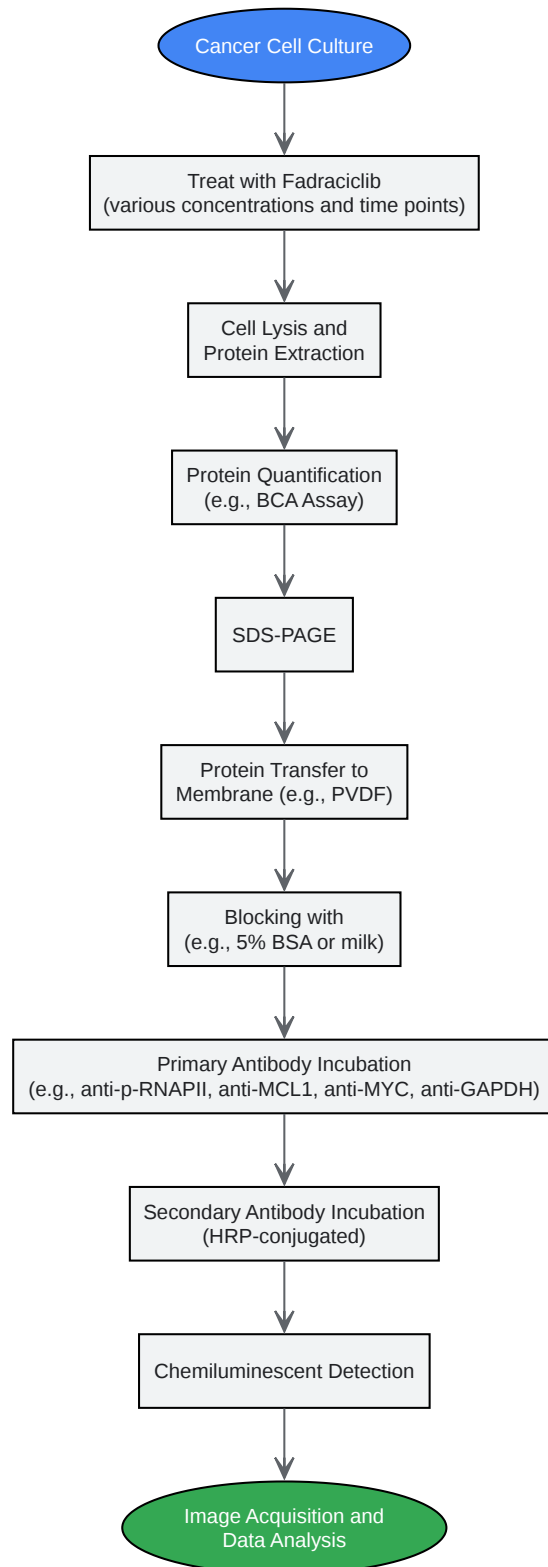 Cancer Cell Culture
Treat with Fadraciclib
(various concentrations and time points)
Cell Lysis and
Protein Extraction
Protein Quantification
(e.g., BCA Assay)
SDS-PAGE
Protein Transfer to
Membrane (e.g., PVDF)
Blocking with
(e.g., 5% BSA or milk)
Primary Antibody Incubation
(e.g., anti-p-RNAPII, anti-MCL1, anti-MYC, anti-GAPDH)
Secondary Antibody Incubation
(HRP-conjugated)
Chemiluminescent Detection
Image Acquisition and
Data Analysis